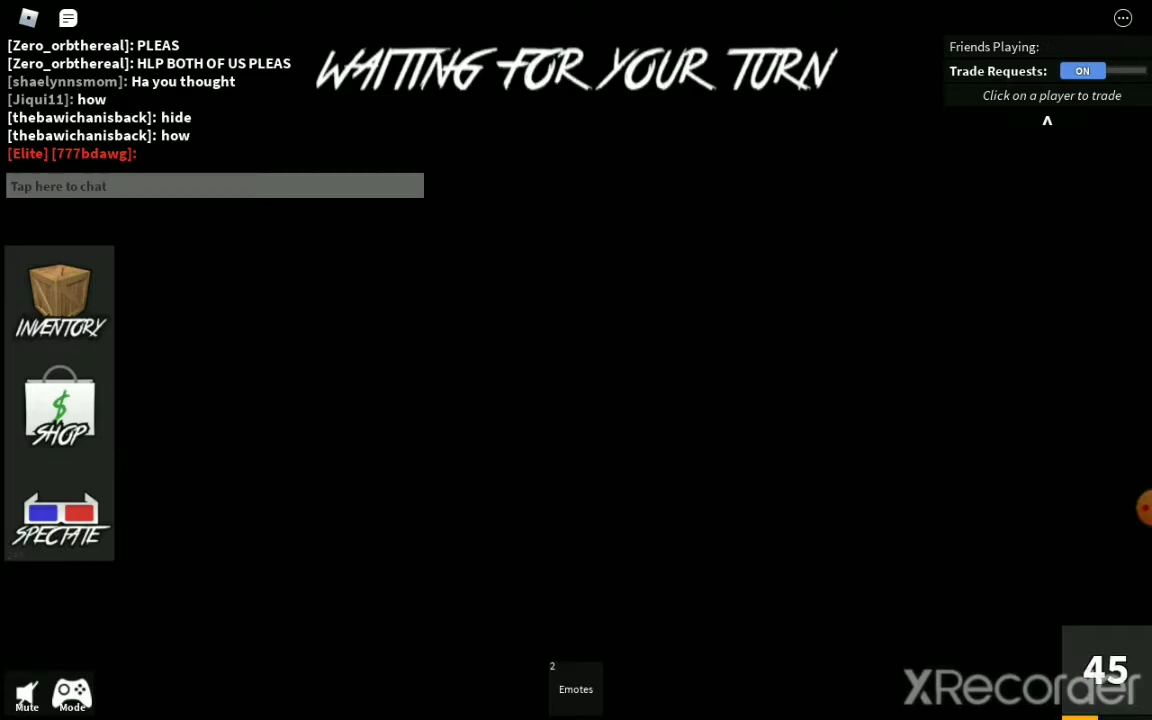 [Zero_orbthereal]: PLEAS
[Zero_orbthereal]: HLP BOTH OF US PLEAS
[shaelynnsmom]: Ha you thought
[Jiqui11]: how
[thebawichanisback]: hide
[thebawichanisback]: how
[Elite] [777bdawg]:
Tap here to chat
WAITING FOR YOUR TURN
Friends Playing:
Trade Requests: ON
Click on a player to trade
^
INVENTORY
$
SHOP
SPECTATE
Mute
Mode
2
Emotes
45
XRecorder